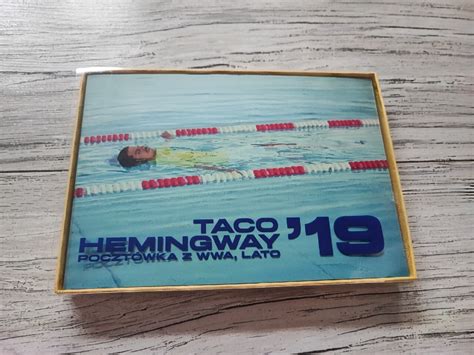 TACO
HEMINGWAY '19
POCZTÓWKA Z WWA, LATO